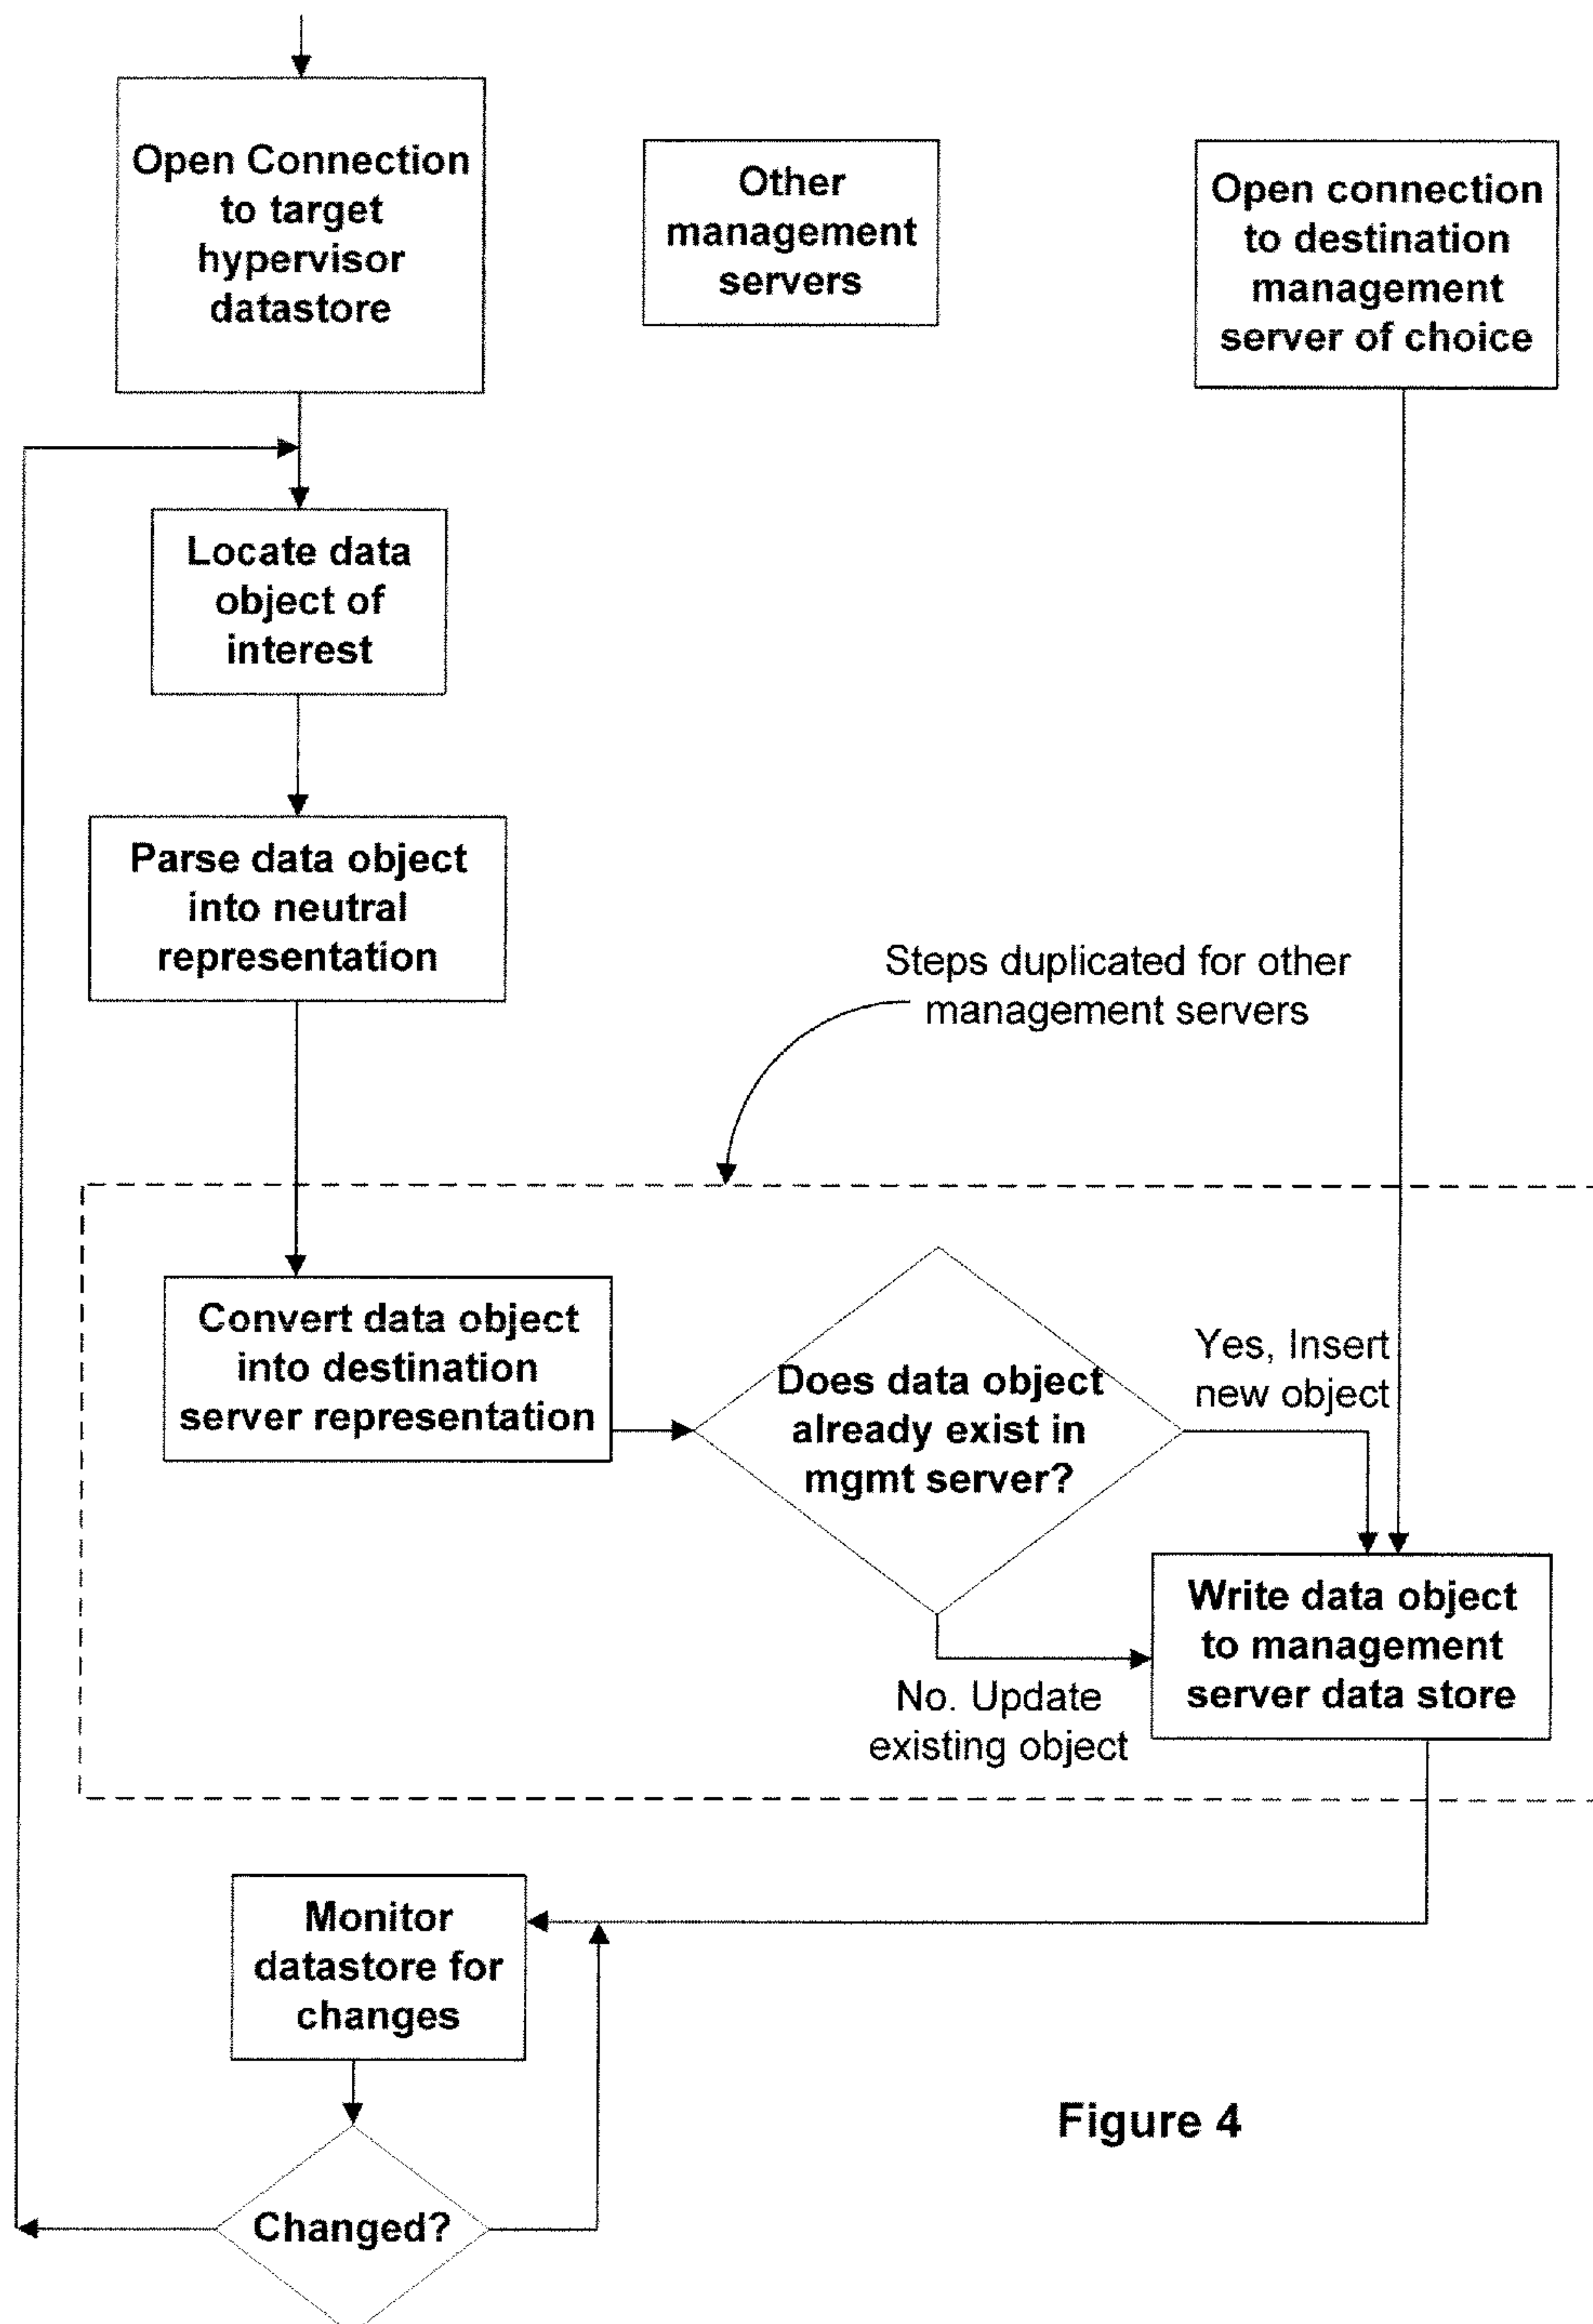 Open Connection
to target
hypervisor
datastore
Other
management
servers
Open connection
to destination
management
server of choice
Locate data
object of
interest
Parse data object
into neutral
representation
Steps duplicated for other
management servers
Convert data object
into destination
server representation
Does data object
already exist in
mgmt server?
Yes, Insert
new object
Write data object
to management
server data store
No. Update
existing object
Monitor
datastore for
changes
Changed?
Figure 4